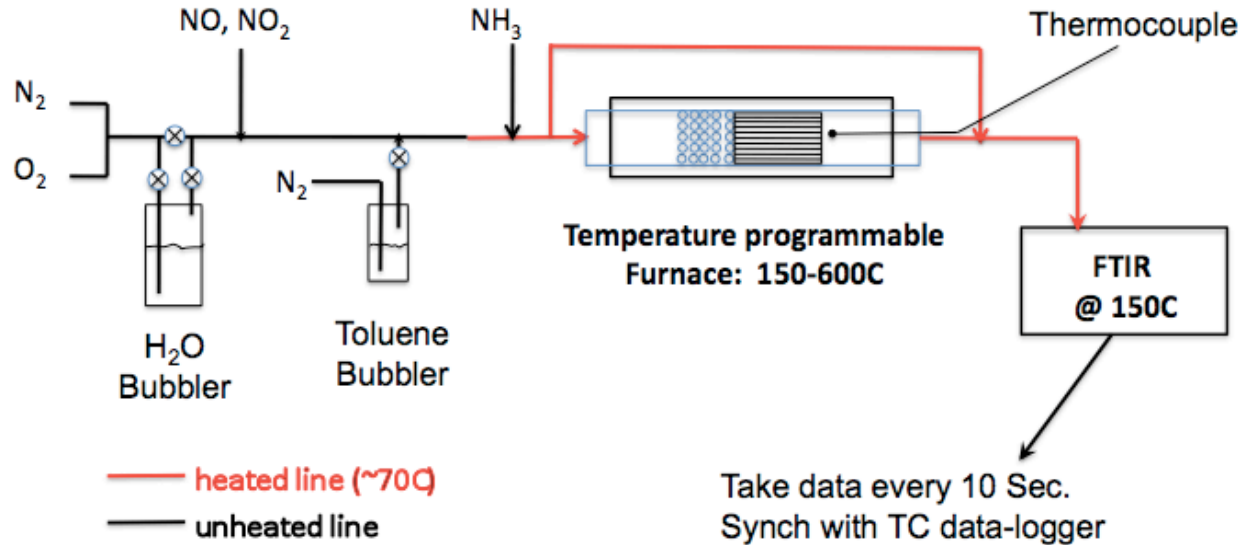 NO, NO₂
NH₃
Thermocouple
N₂
O₂
N₂
H₂O
Bubbler
Toluene
Bubbler
Temperature programmable
Furnace: 150-600C
FTIR
@ 150C
heated line (~70C)
unheated line
Take data every 10 Sec.
Synch with TC data-logger